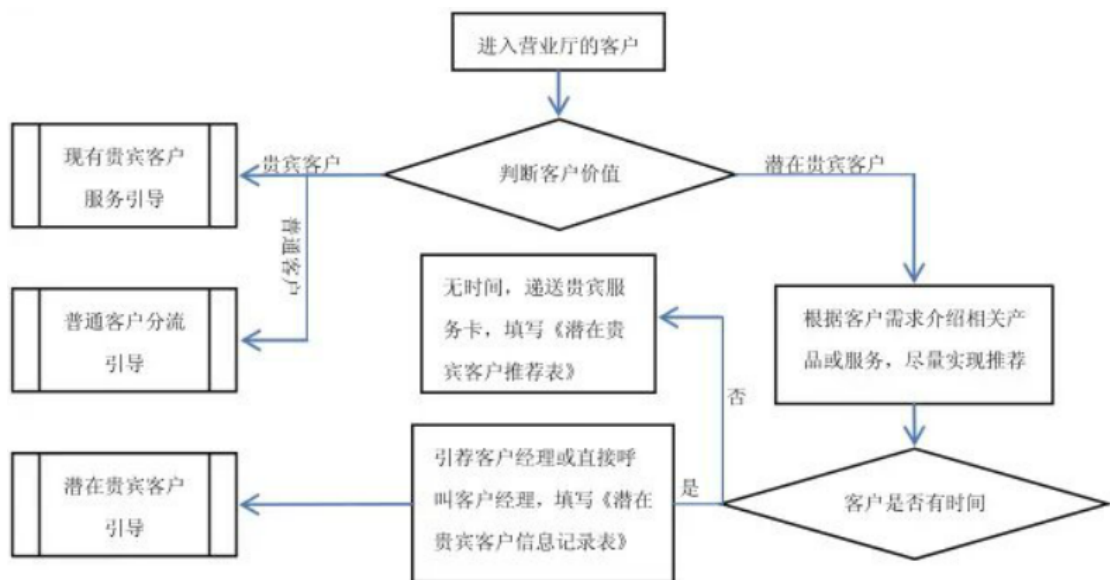 进入营业厅的客户
现有贵宾客户
服务引导
贵宾客户
判断客户价值
潜在贵宾客户
普通客户
无时间，递送贵宾服
务卡，填写《潜在贵
宾客户推荐表》
普通客户分流
引导
根据客户需求介绍相关产
品或服务，尽量实现推荐
否
引荐客户经理或直接呼
叫客户经理，填写《潜在
贵宾客户信息记录表》
是
潜在贵宾客户
引导
客户是否有时间